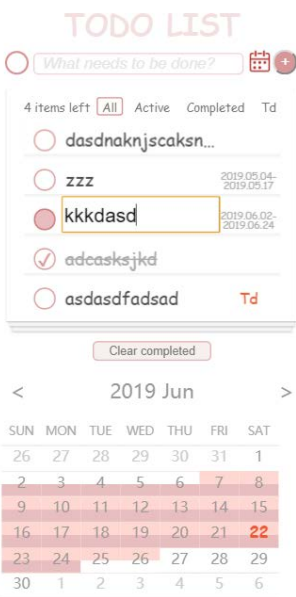 TODO LIST
What needs to be done? +
4 items left All Active Completed Td
dasdnaknjscaksn...
zzz 2019.05.04-
2019.05.17
kkkdasd 2019.06.02-
2019.06.24
adcasksjkd
asdasdfadsad Td
Clear completed
< 2019 Jun >
SUN MON TUE WED THU FRI SAT
26 27 28 29 30 31 1
2 3 4 5 6 7 8
9 10 11 12 13 14 15
16 17 18 19 20 21 22
23 24 25 26 27 28 29
30 1 2 3 4 5 6